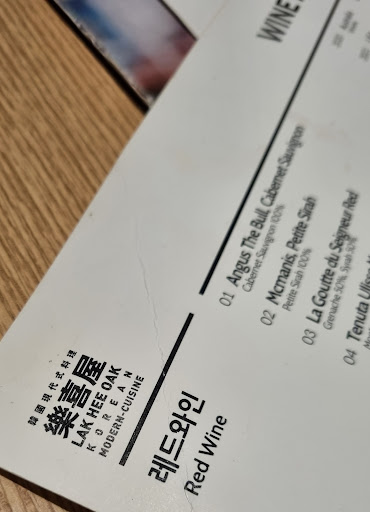 韓國現代式料理
樂喜屋
LAK HEE OAK
KOREAN
MODERN-CUISINE
레드와인
Red Wine
WINE
01 Angus The Bull, Cabernet Sauvignon
Cabernet Sauvignon 100%
02 Mcmanis, Petite Sirah
Petite Sirah 100%
03 La Goutte du Seigneur Red
Grenache 50%, Syrah
04 Tenuta